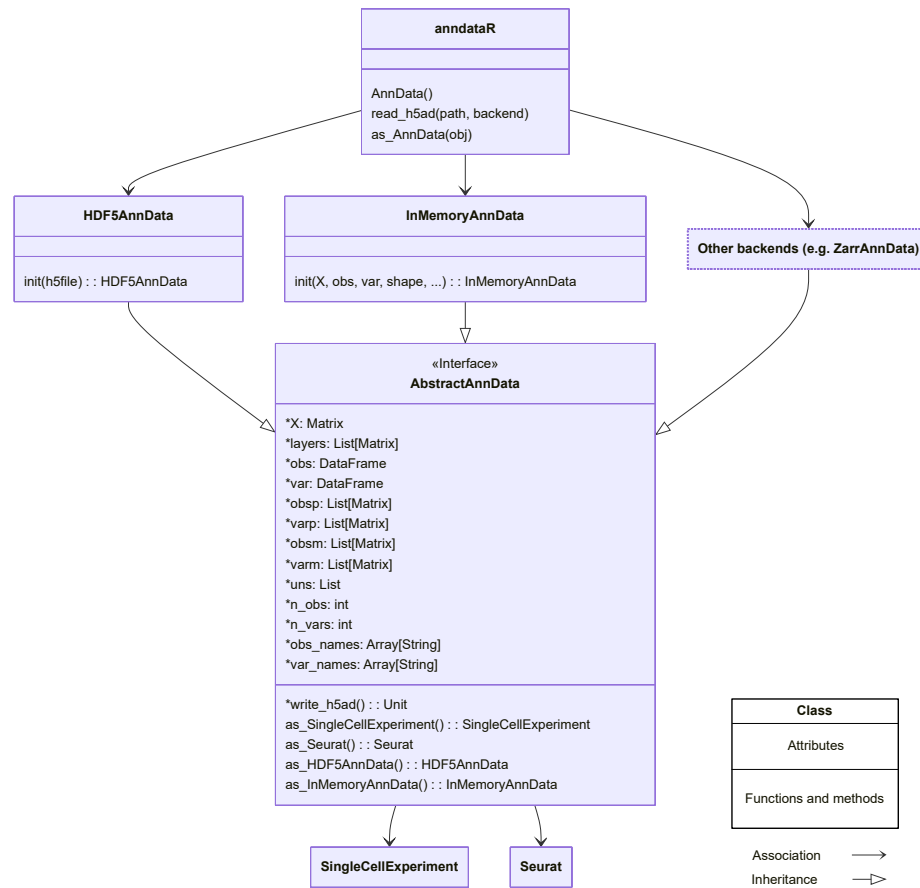 anndataR
AnnData()
read_h5ad(path, backend)
as_AnnData(obj)
HDF5AnnData
init(h5file) : : HDF5AnnData
InMemoryAnnData
init(X, obs, var, shape, ...) : : InMemoryAnnData
Other backends (e.g. ZarrAnnData)
«Interface»
AbstractAnnData
*X: Matrix
*layers: List[Matrix]
*obs: DataFrame
*var: DataFrame
*obsp: List[Matrix]
*varp: List[Matrix]
*obsm: List[Matrix]
*varm: List[Matrix]
*uns: List
*n_obs: int
*n_vars: int
*obs_names: Array[String]
*var_names: Array[String]
*write_h5ad() : : Unit
as_SingleCellExperiment() : : SingleCellExperiment
as_Seurat() : : Seurat
as_HDF5AnnData() : : HDF5AnnData
as_InMemoryAnnData() : : InMemoryAnnData
SingleCellExperiment
Seurat
Class
Attributes
Functions and methods
Association
Inheritance